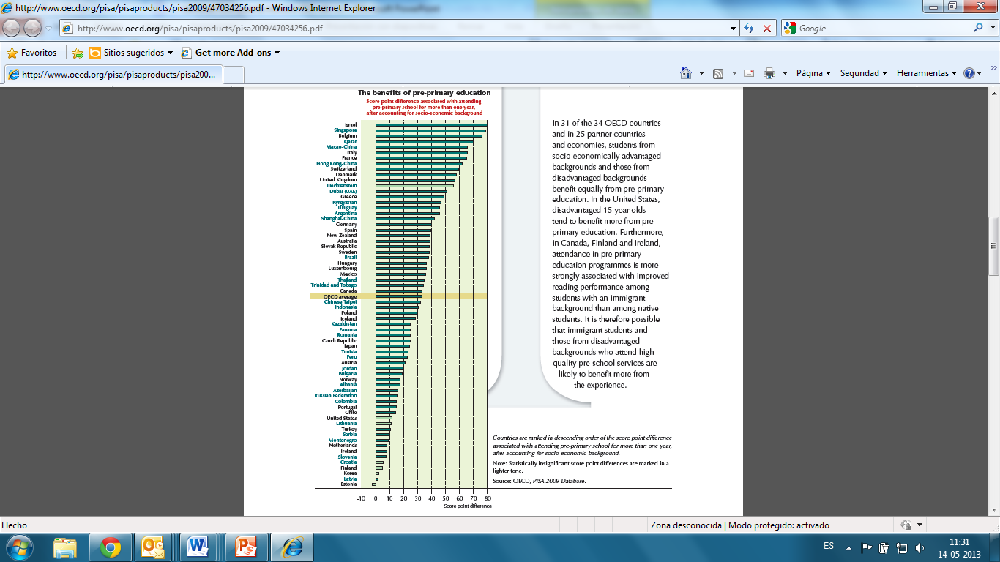 http://www.oecd.org/pisa/pisaproducts/pisa2009/47034256.pdf - Windows Internet Explorer
http://www.oecd.org/pisa/pisaproducts/pisa2009/47034256.pdf
Google
Favoritos
Sitios sugeridos
Get more Add-ons
http://www.oecd.org/pisa/pisaproducts/pisa200...
Página
Seguridad
Herramientas
The benefits of pre-primary education
Score point difference associated with attending
pre-primary school for more than one year,
after accounting for socio-economic background
Israel
Singapore
Belgium
Qatar
Macao-China
Italy
France
Hong Kong-China
Switzerland
Denmark
United Kingdom
Liechtenstein
Dubai (UAE)
Greece
Kyrgyzstan
Uruguay
Argentina
Shanghai-China
Germany
Spain
New Zealand
Australia
Slovak Republic
Sweden
Brazil
Hungary
Luxembourg
Mexico
Thailand
Trinidad and Tobago
Canada
OECD average
Chinese Taipei
Indonesia
Poland
Iceland
Kazakhstan
Panama
Romania
Czech Republic
Japan
Tunisia
Peru
Austria
Jordan
Bulgaria
Norway
Albania
Azerbaijan
Russian Federation
Colombia
Portugal
Chile
United States
Lithuania
Turkey
Serbia
Montenegro
Netherlands
Ireland
Slovenia
Croatia
Finland
Korea
Latvia
Estonia
-10 0 10 20 30 40 50 60 70 80
Score point difference
In 31 of the 34 OECD countries
and in 25 partner countries
and economies, students from
socio-economically advantaged
backgrounds and those from
disadvantaged backgrounds
benefit equally from pre-primary
education. In the United States,
disadvantaged 15-year-olds
tend to benefit more from pre-
primary education. Furthermore,
in Canada, Finland and Ireland,
attendance in pre-primary
education programmes is more
strongly associated with improved
reading performance among
students with an immigrant
background than among native
students. It is therefore possible
that immigrant students and
those from disadvantaged
backgrounds who attend high-
quality pre-school services are
likely to benefit more from
the experience.
Countries are ranked in descending order of the score point difference
associated with attending pre-primary school for more than one year,
after accounting for socio-economic background.
Note: Statistically insignificant score point differences are marked in a
lighter tone.
Source: OECD, PISA 2009 Database.
Hecho
Zona desconocida | Modo protegido: activado
ES
11:31
14-05-2013